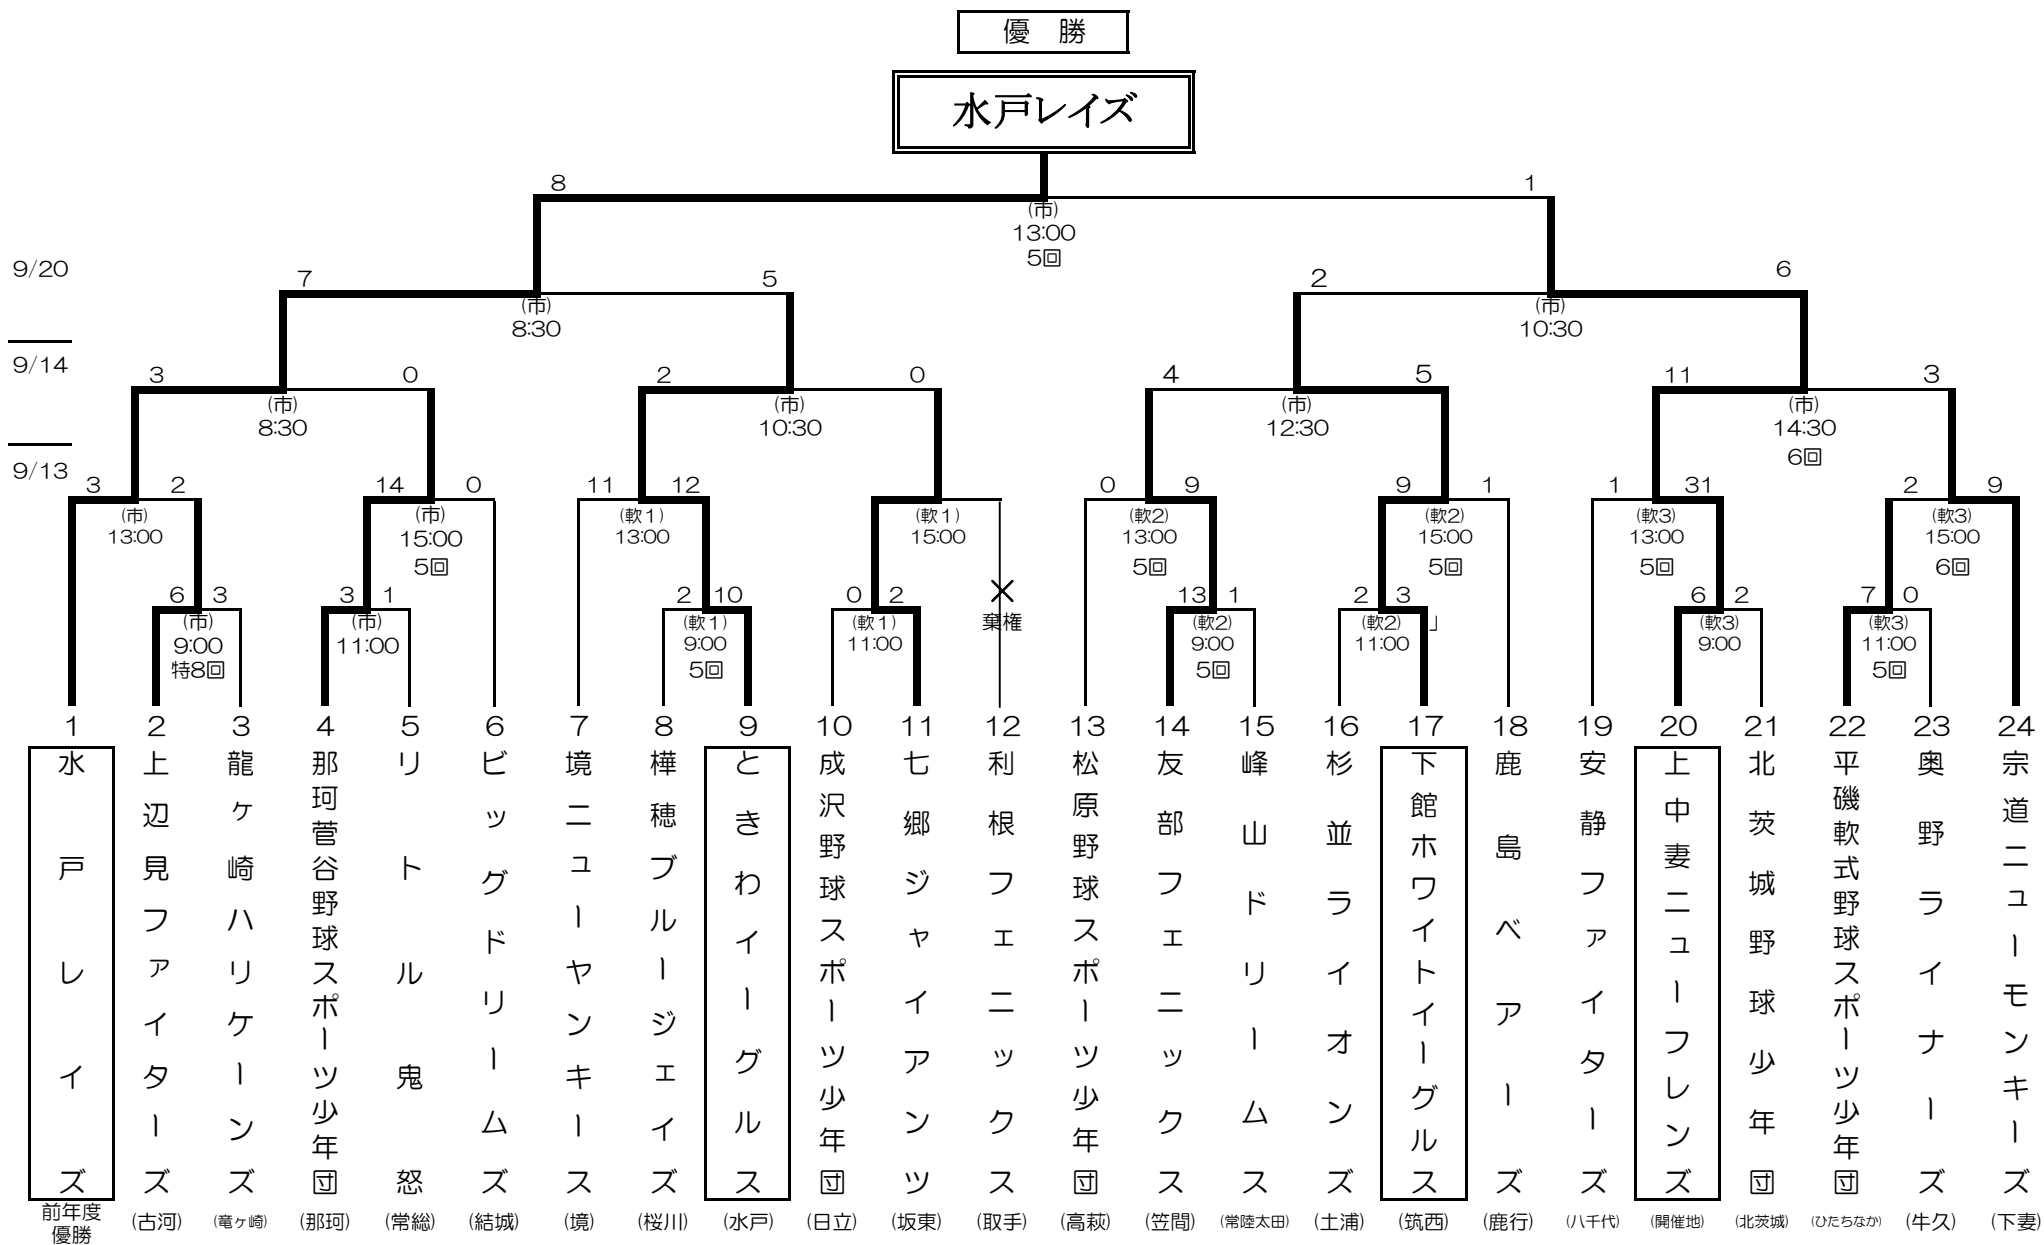 優　勝
水戸レイズ
8
1
(市)
13:00
5回
9/20
7
5
2
6
(市)
8:30
(市)
10:30
9/14
3
0
2
0
4
5
11
3
(市)
8:30
(市)
10:30
(市)
12:30
(市)
14:30
6回
9/13
3
2
14
0
11
12
0
9
9
1
1
31
2
9
(市)
13:00
(市)
15:00
5回
(軟1)
13:00
(軟1)
15:00
(軟2)
13:00
5回
(軟2)
15:00
5回
(軟3)
13:00
5回
(軟3)
15:00
6回
6
3
3
1
2
10
0
2
13
1
2
3
6
2
7
0
(市)
9:00
特8回
(市)
11:00
(軟1)
9:00
5回
(軟1)
11:00
棄権
(軟2)
9:00
5回
(軟2)
」
11:00
(軟3)
9:00
(軟3)
11:00
5回
1
水戸レイズ
前年度
優勝
2
上辺見ファイターズ
(古河)
3
龍ヶ崎ハリケーンズ
(竜ヶ崎)
4
那珂菅谷野球スポーツ少年団
(那珂)
5
リトル鬼怒
(常総)
6
ビッグドリームズ
(結城)
7
境ニューヤンキース
(境)
8
樺穂ブルージェイズ
(桜川)
9
ときわイーグルス
(水戸)
10
成沢野球スポーツ少年団
(日立)
11
七郷ジャイアンツ
(坂東)
12
利根フェニックス
(取手)
13
松原野球スポーツ少年団
(高萩)
14
友部フェニックス
(笠間)
15
峰山ドリームス
(常陸太田)
16
杉並ライオンズ
(土浦)
17
下館ホワイトイーグルス
(筑西)
18
鹿島ベアーズ
(鹿行)
19
安静ファイターズ
(八千代)
20
上中妻ニューフレンズ
(開催地)
21
北茨城野球少年団
(北茨城)
22
平磯軟式野球スポーツ少年団
(ひたちなか)
23
奥野ライナーズ
(牛久)
24
宗道ニューモンキーズ
(下妻)